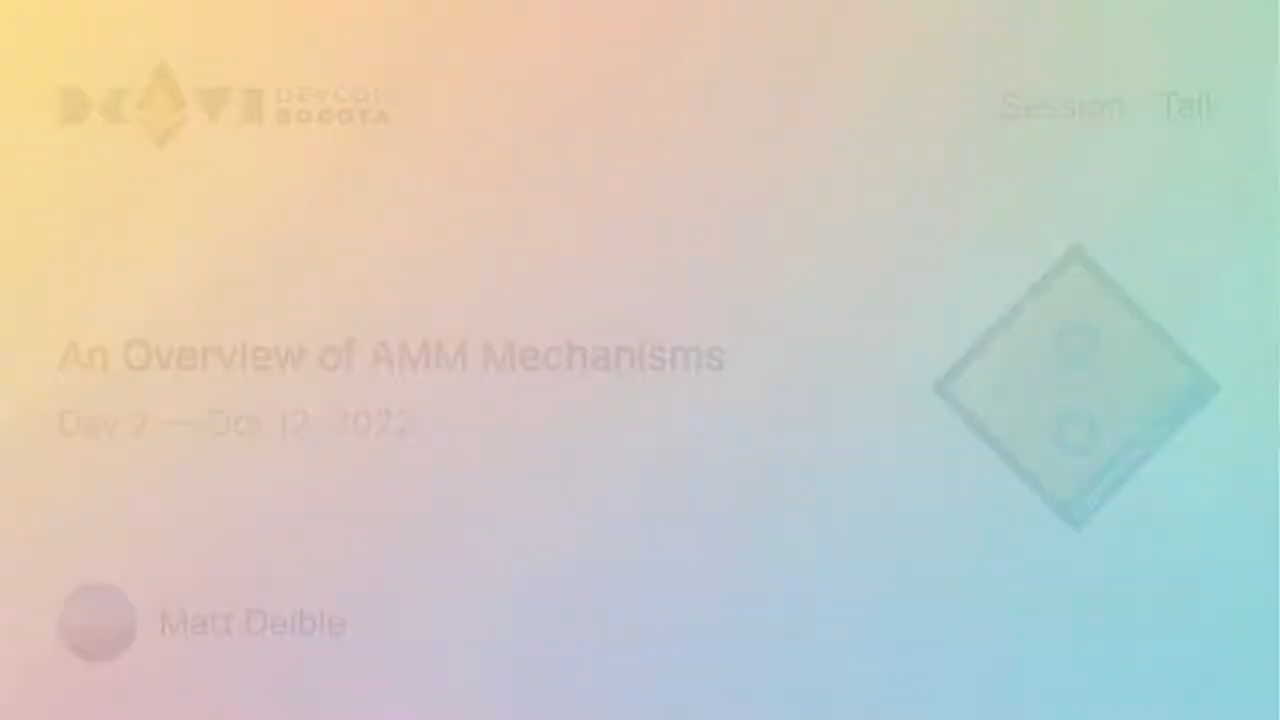 DEVCON
BOGOTA
Session Talk
An Overview of AMM Mechanisms
Day 2 — Oct 12, 2022
Matt Deible